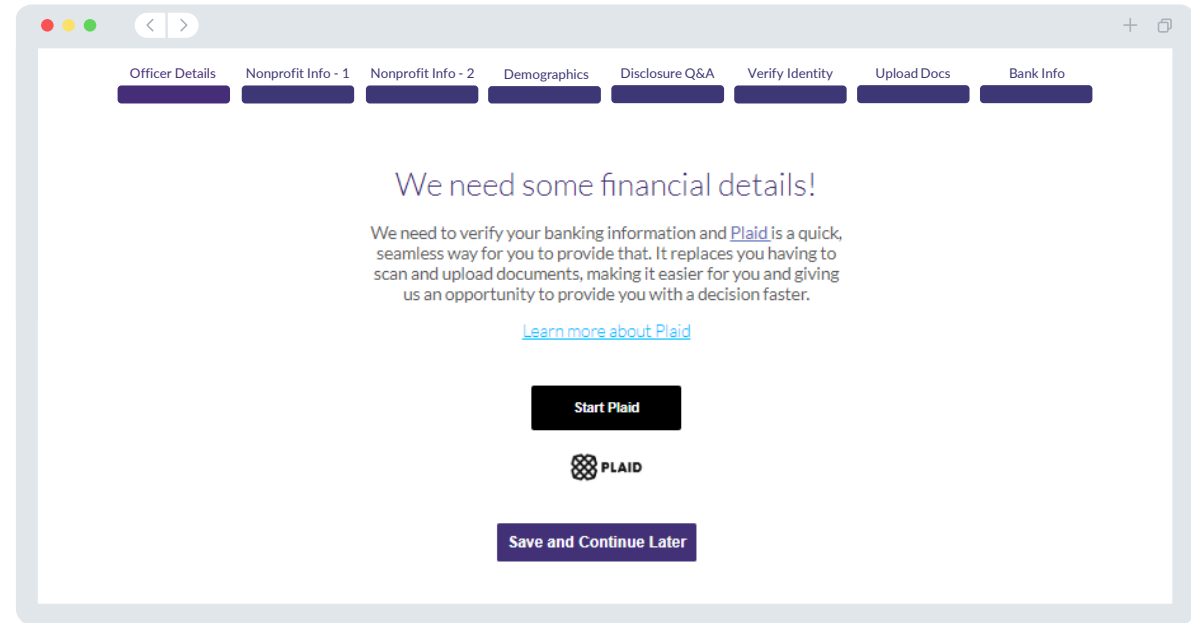 Officer Details Nonprofit Info - 1 Nonprofit Info - 2 Demographics Disclosure Q&A Verify Identity Upload Docs Bank Info
We need some financial details!
We need to verify your banking information and Plaid is a quick,
seamless way for you to provide that. It replaces you having to
scan and upload documents, making it easier for you and giving
us an opportunity to provide you with a decision faster.
Learn more about Plaid
Start Plaid
PLAID
Save and Continue Later